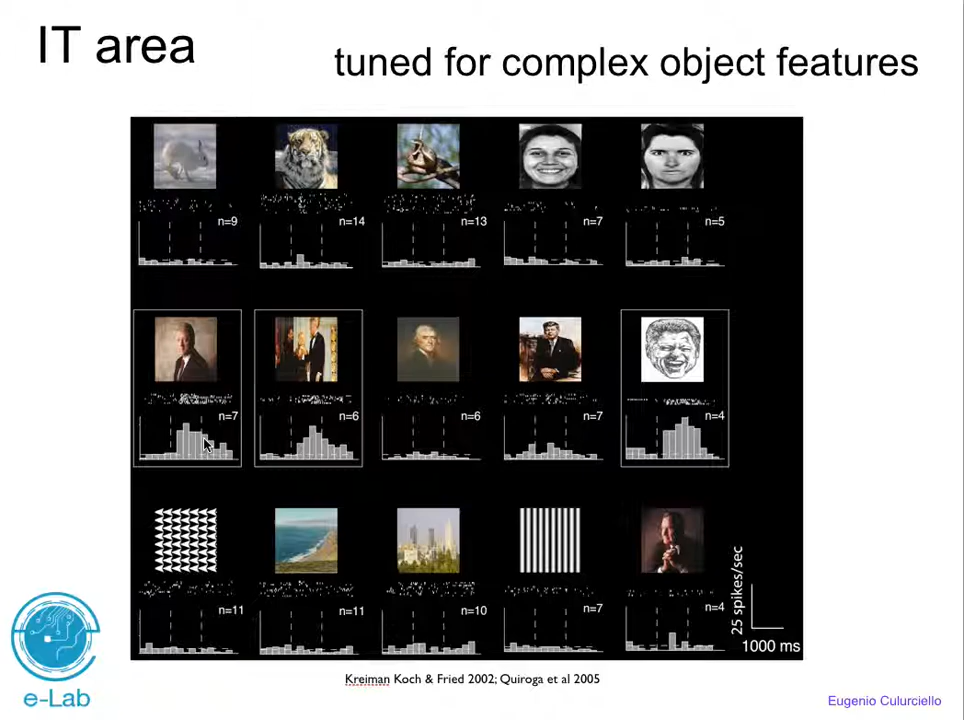 IT area
tuned for complex object features
n=9
n=14
n=13
n=7
n=5
n=7
n=6
n=6
n=7
n=4
n=11
n=11
n=10
n=7
n=4
25 spikes/sec
1000 ms
Kreiman Koch & Fried 2002; Quiroga et al 2005
e-Lab
Eugenio Culurciello